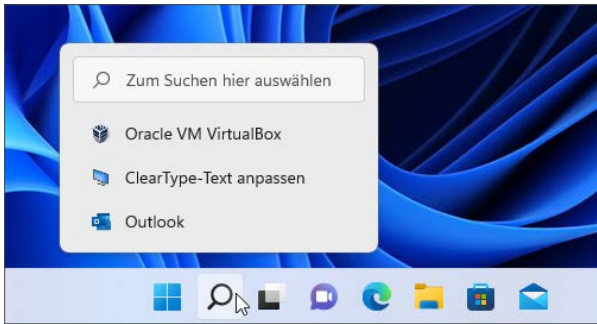 Zum Suchen hier auswählen
Oracle VM VirtualBox
ClearType-Text anpassen
Outlook